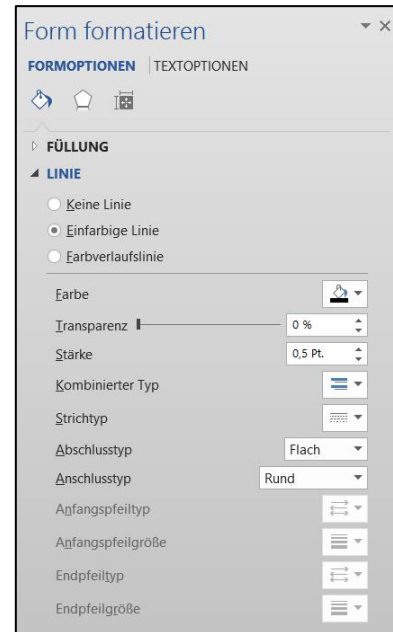 Form formatieren
FORMOPTIONEN TEXTOPTIONEN
FÜLLUNG
LINIE
Keine Linie
Einfarbige Linie
Farbverlaufslinie
Farbe
Transparenz 0 %
Stärke 0,5 Pt.
Kombinierter Typ
Strichtyp
Abschlusstyp Flach
Anschlusstyp Rund
Anfangspfeiltyp
Anfangspfeilgröße
Endpfeiltyp
Endpfeilgröße